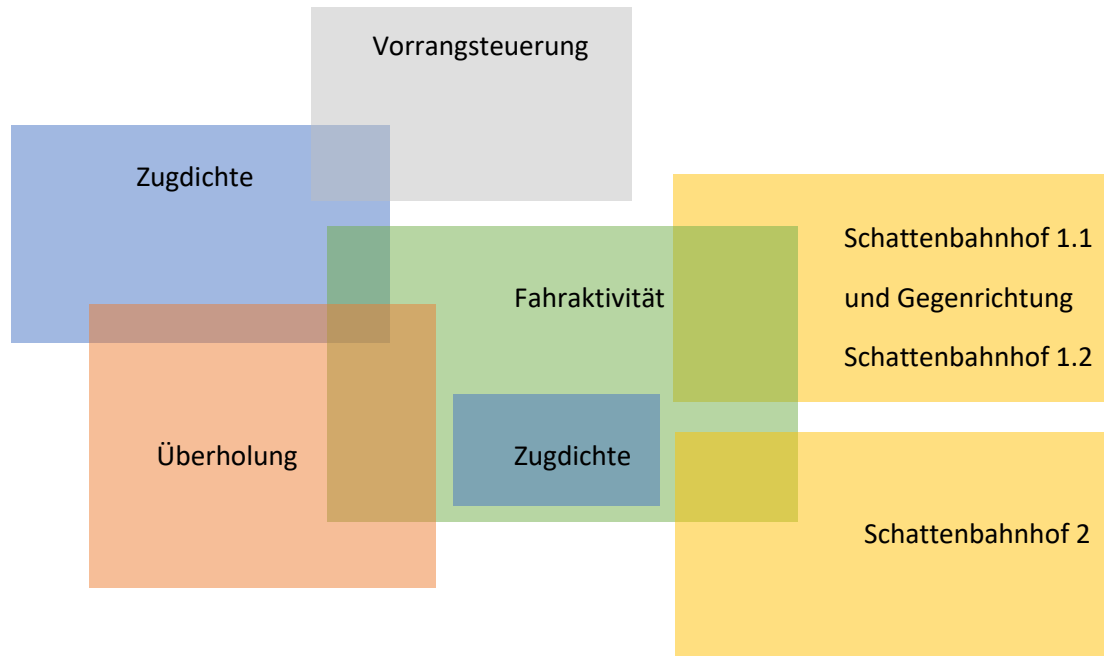 Vorrangsteuerung
Zugdichte
Schattenbahnhof 1.1
und Gegenrichtung
Schattenbahnhof 1.2
Fahraktivität
Überholung
Zugdichte
Schattenbahnhof 2